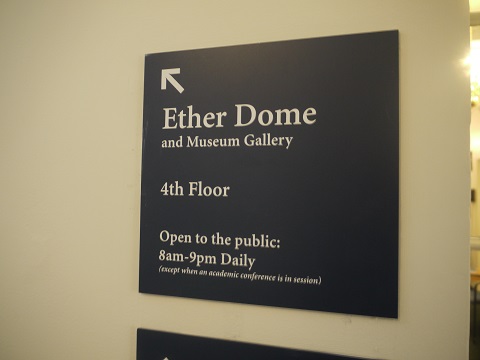 Ether Dome
and Museum Gallery
4th Floor
Open to the public:
8am-9pm Daily
(except when an academic conference is in session)